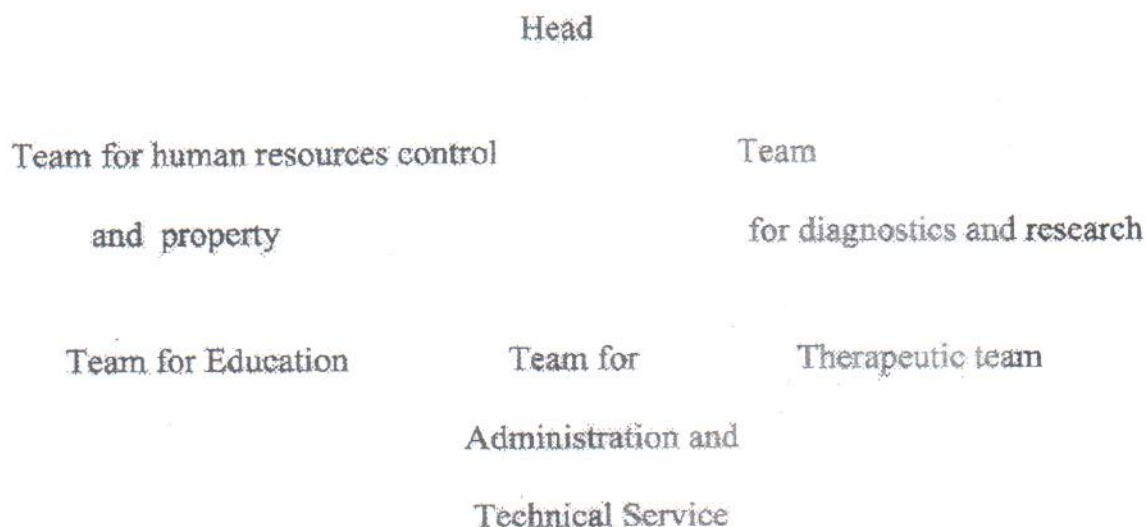 Head
Team for human resources control
and property
Team
for diagnostics and research
Team for Education
Team for
Administration and
Technical Service
Therapeutic team